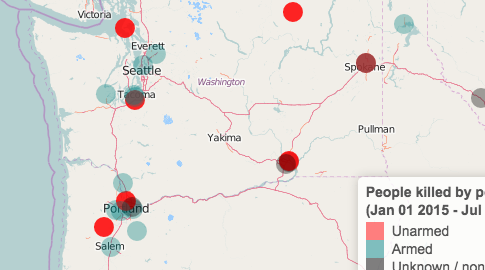 Victoria
Everett
Seattle
Washington
Spokane
Tacoma
Yakima
Pullman
Portland
Salem
People killed by po
(Jan 01 2015 - Jul
Unarmed
Armed
Unknown / non